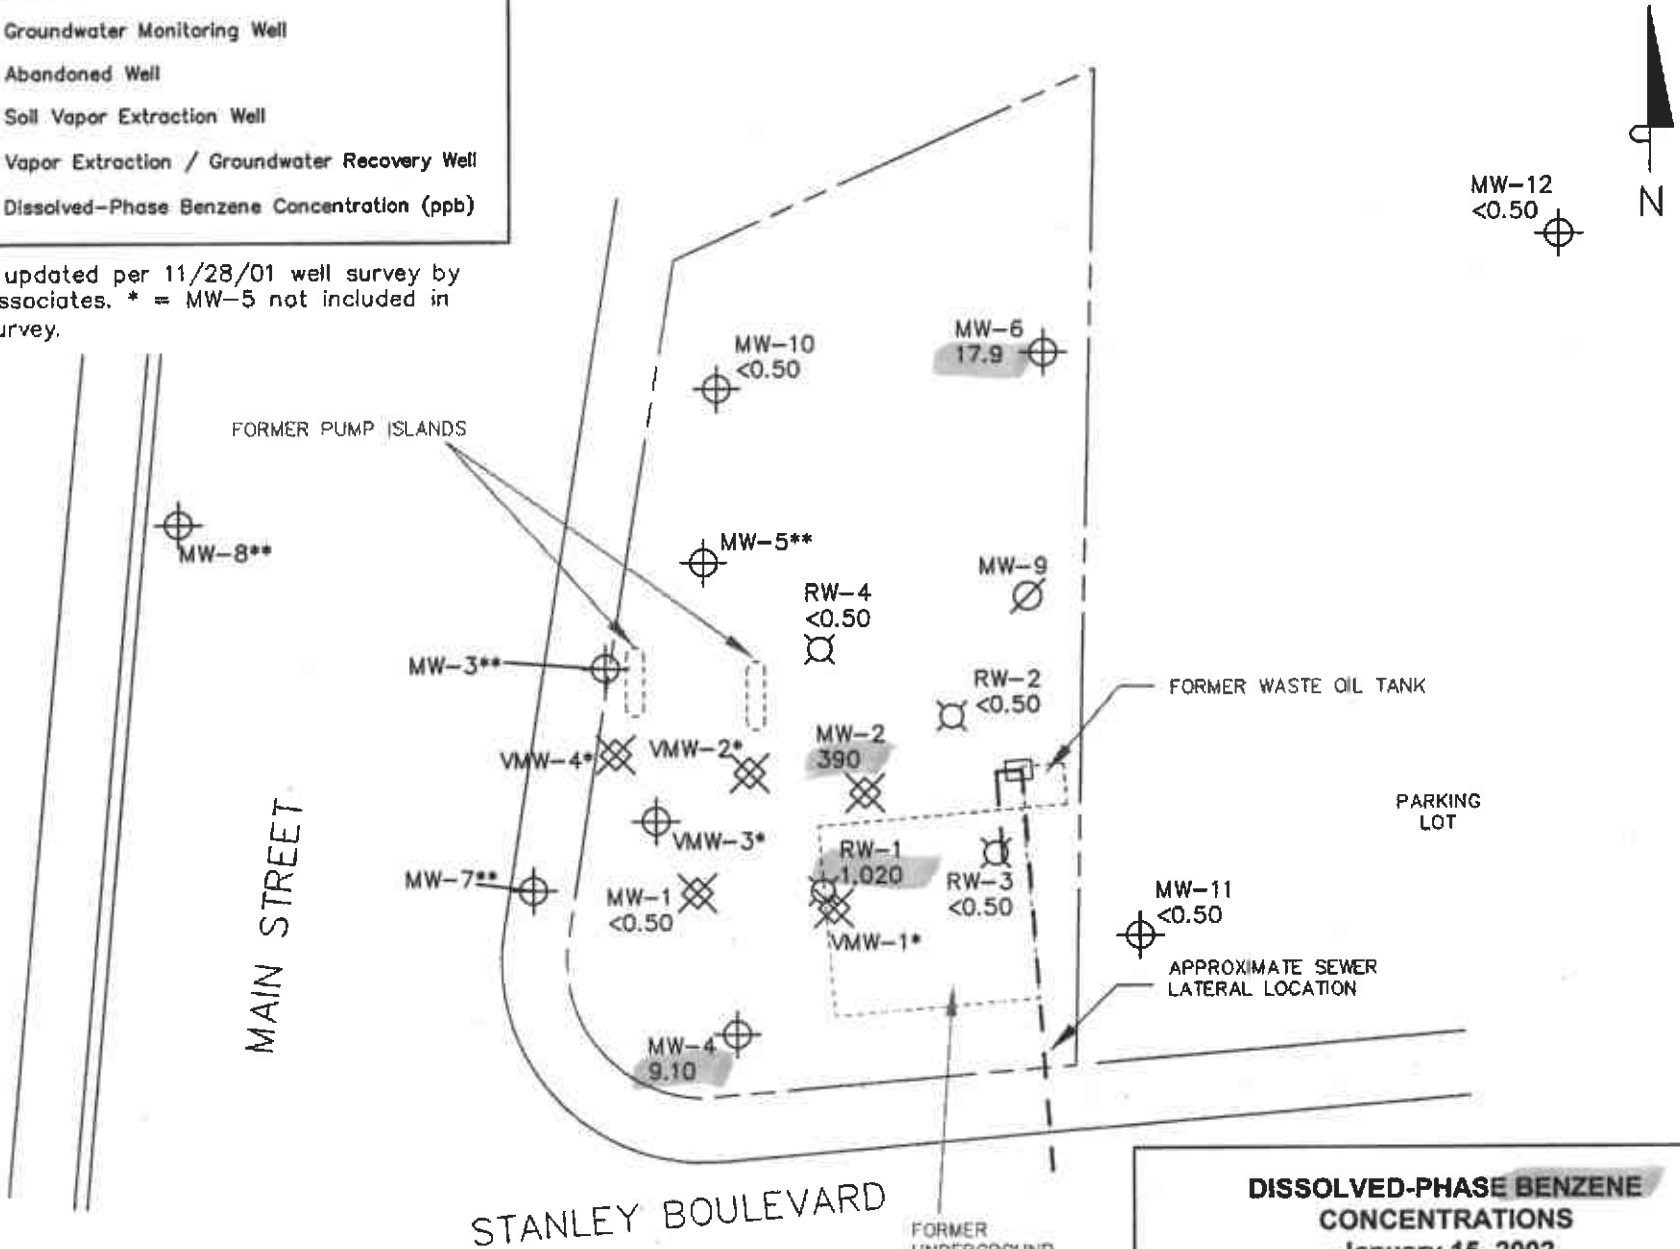 Groundwater Monitoring Well
Abandoned Well
Soil Vapor Extraction Well
Vapor Extraction / Groundwater Recovery Well
Dissolved-Phase Benzene Concentration (ppb)
updated per 11/28/01 well survey by
ssociates. * = MW-5 not included in
urvey.
N
MW-12
<0.50
MW-6
17.9
MW-10
<0.50
FORMER PUMP ISLANDS
MW-8**
MW-5**
MW-9
RW-4
<0.50
MW-3**
RW-2
<0.50
FORMER WASTE OIL TANK
MW-2
390
VMW-4*
VMW-2*
PARKING
LOT
VMW-3*
RW-1
1,020
RW-3
<0.50
MW-7**
MW-1
<0.50
MW-11
<0.50
VMW-1*
APPROXIMATE SEWER
LATERAL LOCATION
MAIN STREET
MW-4
9.10
STANLEY BOULEVARD
FORMER
UNDERGROUND
DISSOLVED-PHASE BENZENE
CONCENTRATIONS
January 15, 2002